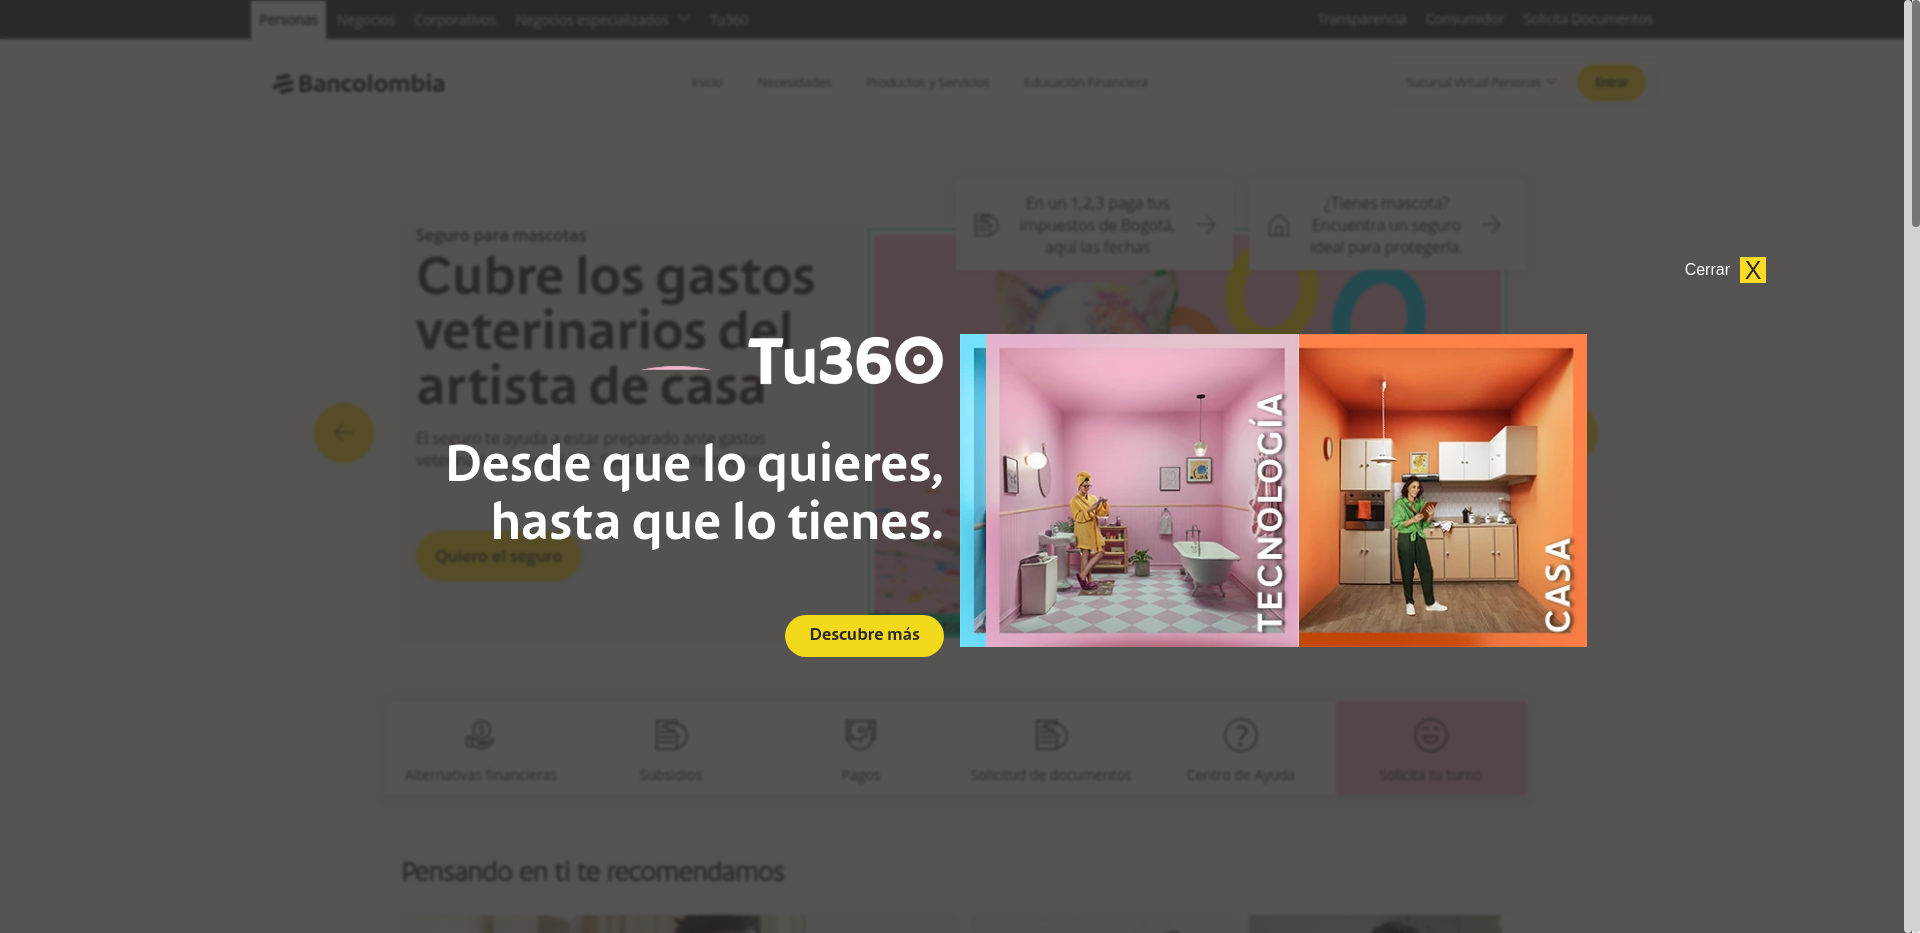 Personas
Negocios
Corporativos
Negocios especializados
Tu360
Transparencia
Consumidor
Solicita Documentos
Bancolombia
Inicio
Necesidades
Productos y Servicios
Educación Financiera
Sucursal Virtual Personas
Entrar
En un 1,2,3 paga tus
impuestos de Bogotá,
aquí las fechas
¿Tienes mascota?
Encuentra un seguro
ideal para protegerla.
Seguro para mascotas
Cubre los gastos
veterinarios del
artista de casa
El seguro te ayuda a estar preparado ante gastos
Quiero el seguro
Cerrar X
Tu360
Desde que lo quieres,
hasta que lo tienes.
Descubre más
TECNOLOGÍA
CASA
Alternativas financieras
Subsidios
Pagos
Solicitud de documentos
Centro de Ayuda
Solicita tu turno
Pensando en ti te recomendamos